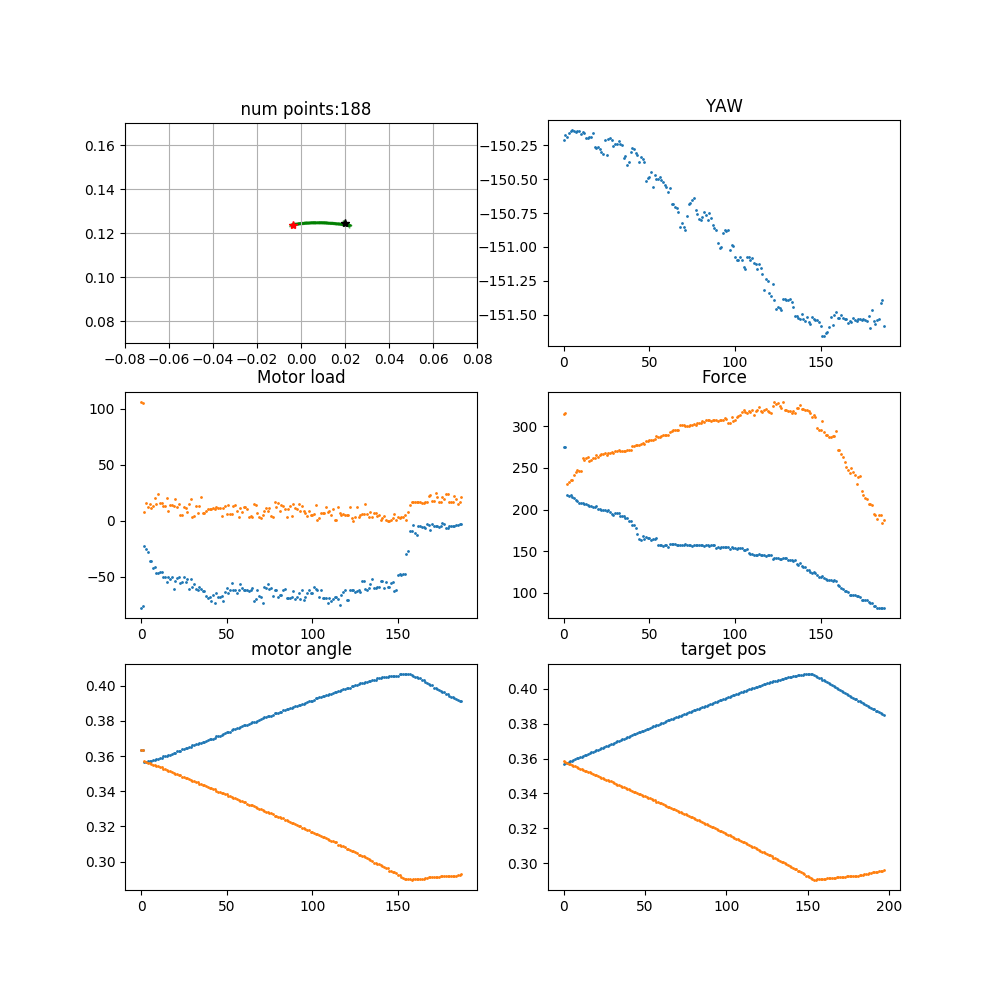 num points:188
0.16
0.14
0.12
0.10
0.08
−0.08 −0.06 −0.04 −0.02 0.00 0.02 0.04 0.06 0.08
YAW
−150.25
−150.50
−150.75
−151.00
−151.25
−151.50
0 50 100 150
Motor load
100
50
0
−50
0 50 100 150
Force
300
250
200
150
100
0 50 100 150
motor angle
0.40
0.38
0.36
0.34
0.32
0.30
0 50 100 150
target pos
0.40
0.38
0.36
0.34
0.32
0.30
0 50 100 150 200